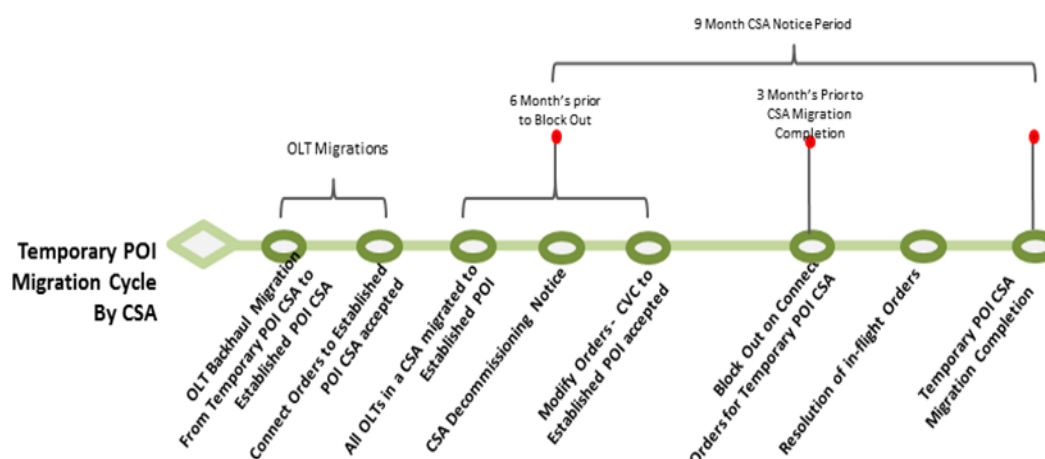 9 Month CSA Notice Period
6 Month's prior
to Block Out
3 Month's Prior to
CSA Migration
Completion
OLT Migrations
Temporary POI
Migration Cycle
By CSA
OLT Backhaul Migration
From Temporary POI CSA to
Established POI CSA
Connect Orders to Established
POI CSA accepted
All OLTs in a CSA migrated to
Established POI
CSA Decommissioning Notice
Modify Orders - CVC to
Established POI accepted
Block Out on Connect
Orders for Temporary POI CSA
Resolution of in-flight Orders
Temporary POI CSA
Migration Completion